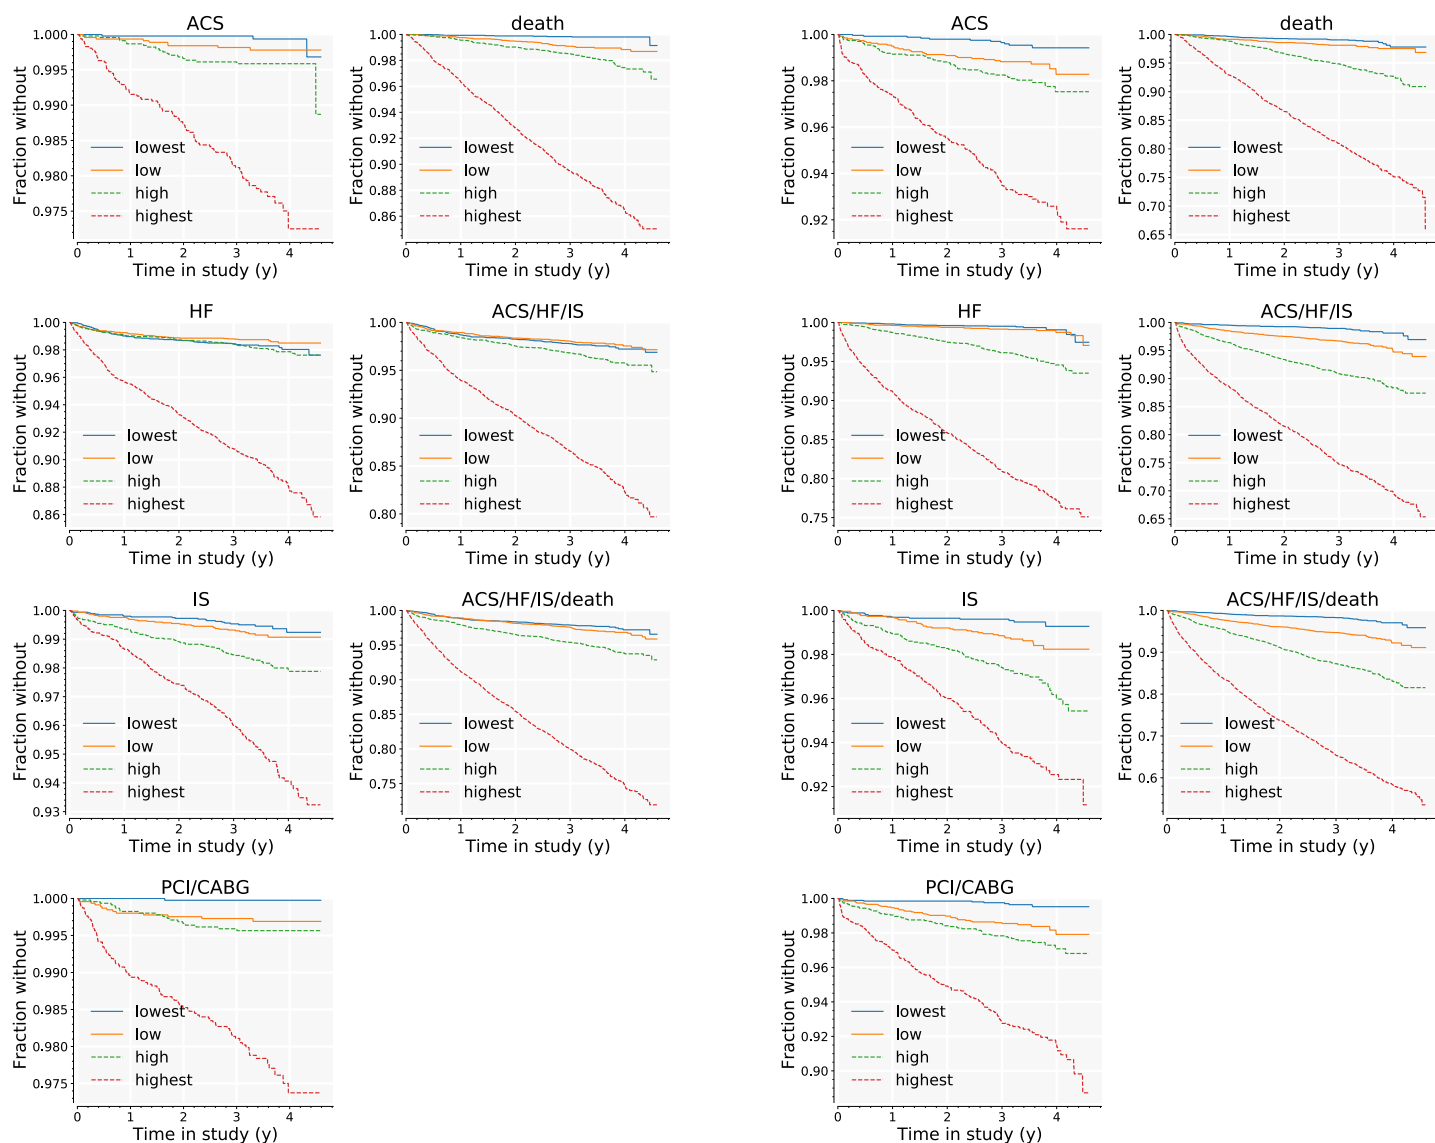 ACS
1.000
0.995
0.990
0.985
0.980
0.975
Fraction without
lowest
low
high
highest
0 1 2 3 4
Time in study (y)
death
1.00
0.98
0.96
0.94
0.92
0.90
0.88
0.86
Fraction without
lowest
low
high
highest
0 1 2 3 4
Time in study (y)
ACS
1.00
0.98
0.96
0.94
0.92
Fraction without
lowest
low
high
highest
0 1 2 3 4
Time in study (y)
death
1.00
0.95
0.90
0.85
0.80
0.75
0.70
0.65
Fraction without
lowest
low
high
highest
0 1 2 3 4
Time in study (y)
HF
1.00
0.98
0.96
0.94
0.92
0.90
0.88
0.86
Fraction without
lowest
low
high
highest
0 1 2 3 4
Time in study (y)
ACS/HF/IS
1.00
0.95
0.90
0.85
0.80
Fraction without
lowest
low
high
highest
0 1 2 3 4
Time in study (y)
HF
1.00
0.95
0.90
0.85
0.80
0.75
Fraction without
lowest
low
high
highest
0 1 2 3 4
Time in study (y)
ACS/HF/IS
1.00
0.95
0.90
0.85
0.80
0.75
0.70
0.65
Fraction without
lowest
low
high
highest
0 1 2 3 4
Time in study (y)
IS
1.00
0.99
0.98
0.97
0.96
0.95
0.94
0.93
Fraction without
lowest
low
high
highest
0 1 2 3 4
Time in study (y)
ACS/HF/IS/death
1.00
0.95
0.90
0.85
0.80
0.75
Fraction without
lowest
low
high
highest
0 1 2 3 4
Time in study (y)
IS
1.00
0.98
0.96
0.94
0.92
Fraction without
lowest
low
high
highest
0 1 2 3 4
Time in study (y)
ACS/HF/IS/death
1.0
0.9
0.8
0.7
0.6
Fraction without
lowest
low
high
highest
0 1 2 3 4
Time in study (y)
PCI/CABG
1.000
0.995
0.990
0.985
0.980
0.975
Fraction without
lowest
low
high
highest
0 1 2 3 4
Time in study (y)
PCI/CABG
1.00
0.98
0.96
0.94
0.92
0.90
Fraction without
lowest
low
high
highest
0 1 2 3 4
Time in study (y)